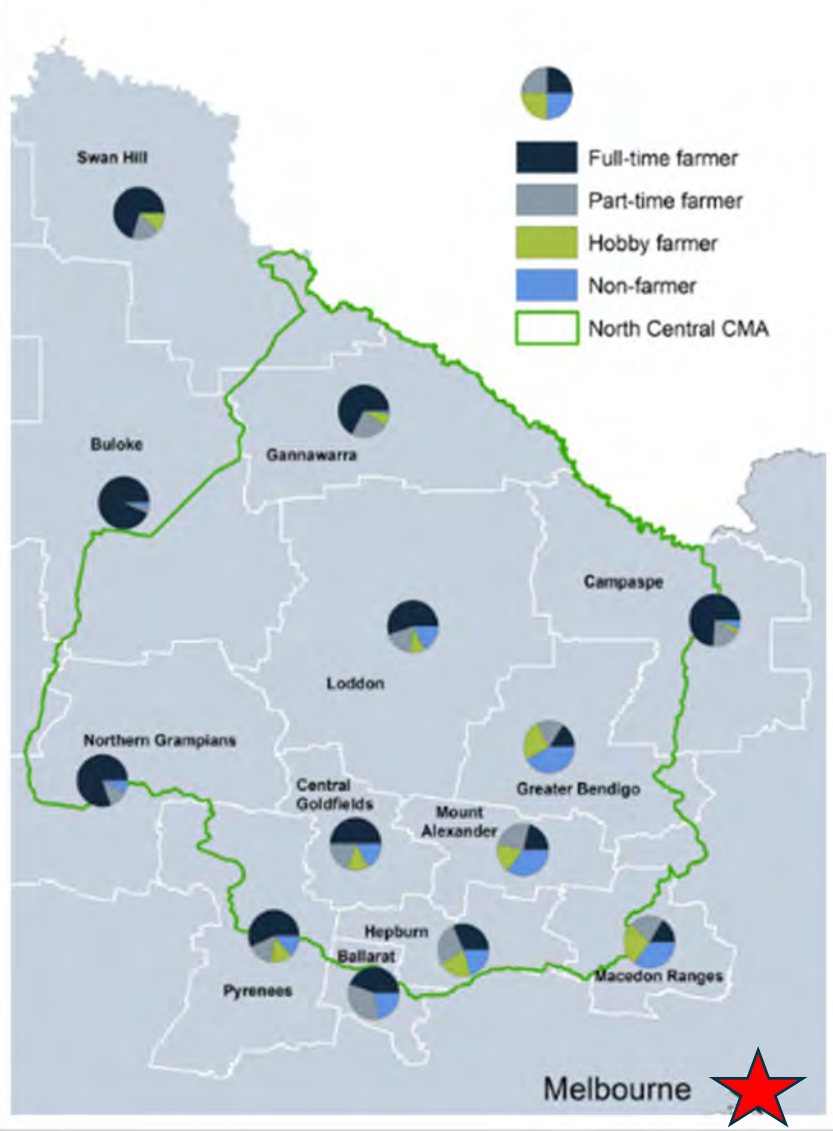 Swan Hill
Full-time farmer
Part-time farmer
Hobby farmer
Non-farmer
North Central CMA
Buloke
Gannawarra
Campaspe
Loddon
Northern Grampians
Central
Goldfields
Greater Bendigo
Mount
Alexander
Hepburn
Ballarat
Macedon Ranges
Pyrenees
Melbourne